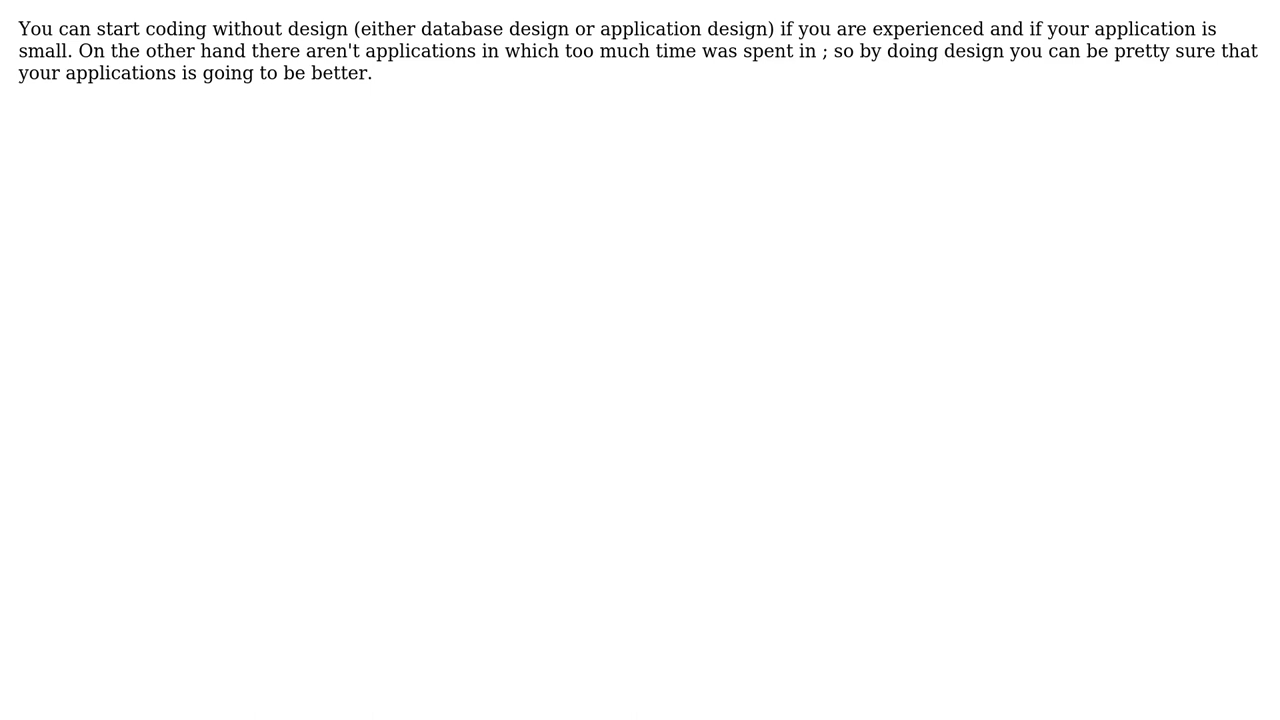 You can start coding without design (either database design or application design) if you are experienced and if your application is
small. On the other hand there aren't applications in which too much time was spent in ; so by doing design you can be pretty sure that
your applications is going to be better.